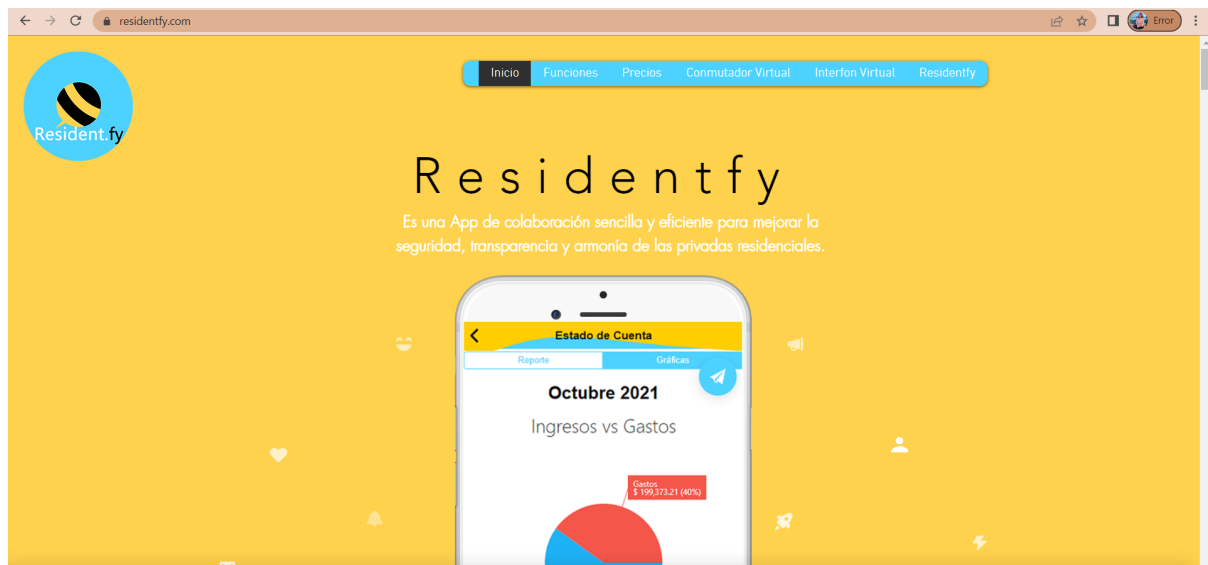 residentfy.com
Error
Resident.fy
Inicio Funciones Precios Conmutador Virtual Interfon Virtual Residentfy
Residentfy
Es una App de colaboración sencilla y eficiente para mejorar la
seguridad, transparencia y armonía de las privadas residenciales.
Estado de Cuenta
Reporte Gráficas
Octubre 2021
Ingresos vs Gastos
Gastos
$ 199,373.21 (40%)